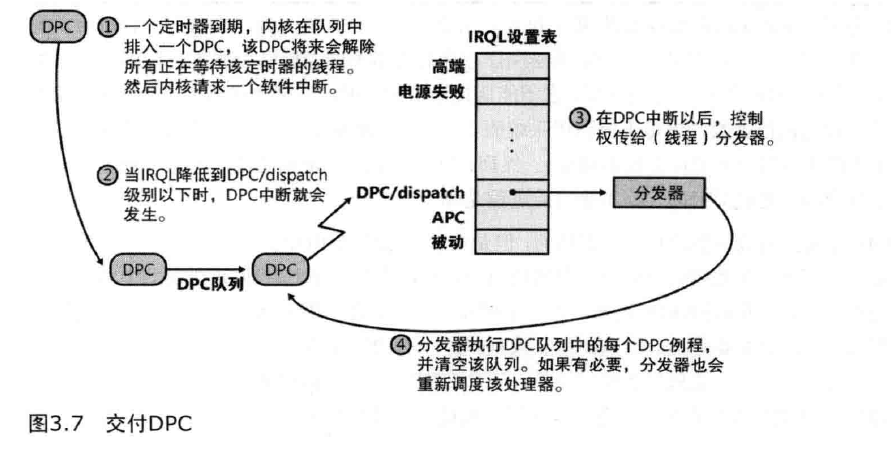 DPC
① 一个定时器到期，内核在队列中
排入一个DPC，该DPC将来会解除
所有正在等待该定时器的线程。
然后内核请求一个软件中断。
IRQL设置表
高端
电源失败
③ 在DPC中断以后，控制
权传给（线程）分发器。
② 当IRQL降低到DPC/dispatch
级别以下时，DPC中断就会
发生。
DPC/dispatch
分发器
APC
被动
DPC
DPC队列
DPC
④ 分发器执行DPC队列中的每个DPC例程，
并清空该队列。如果有必要，分发器也会
重新调度该处理器。
图3.7 交付DPC